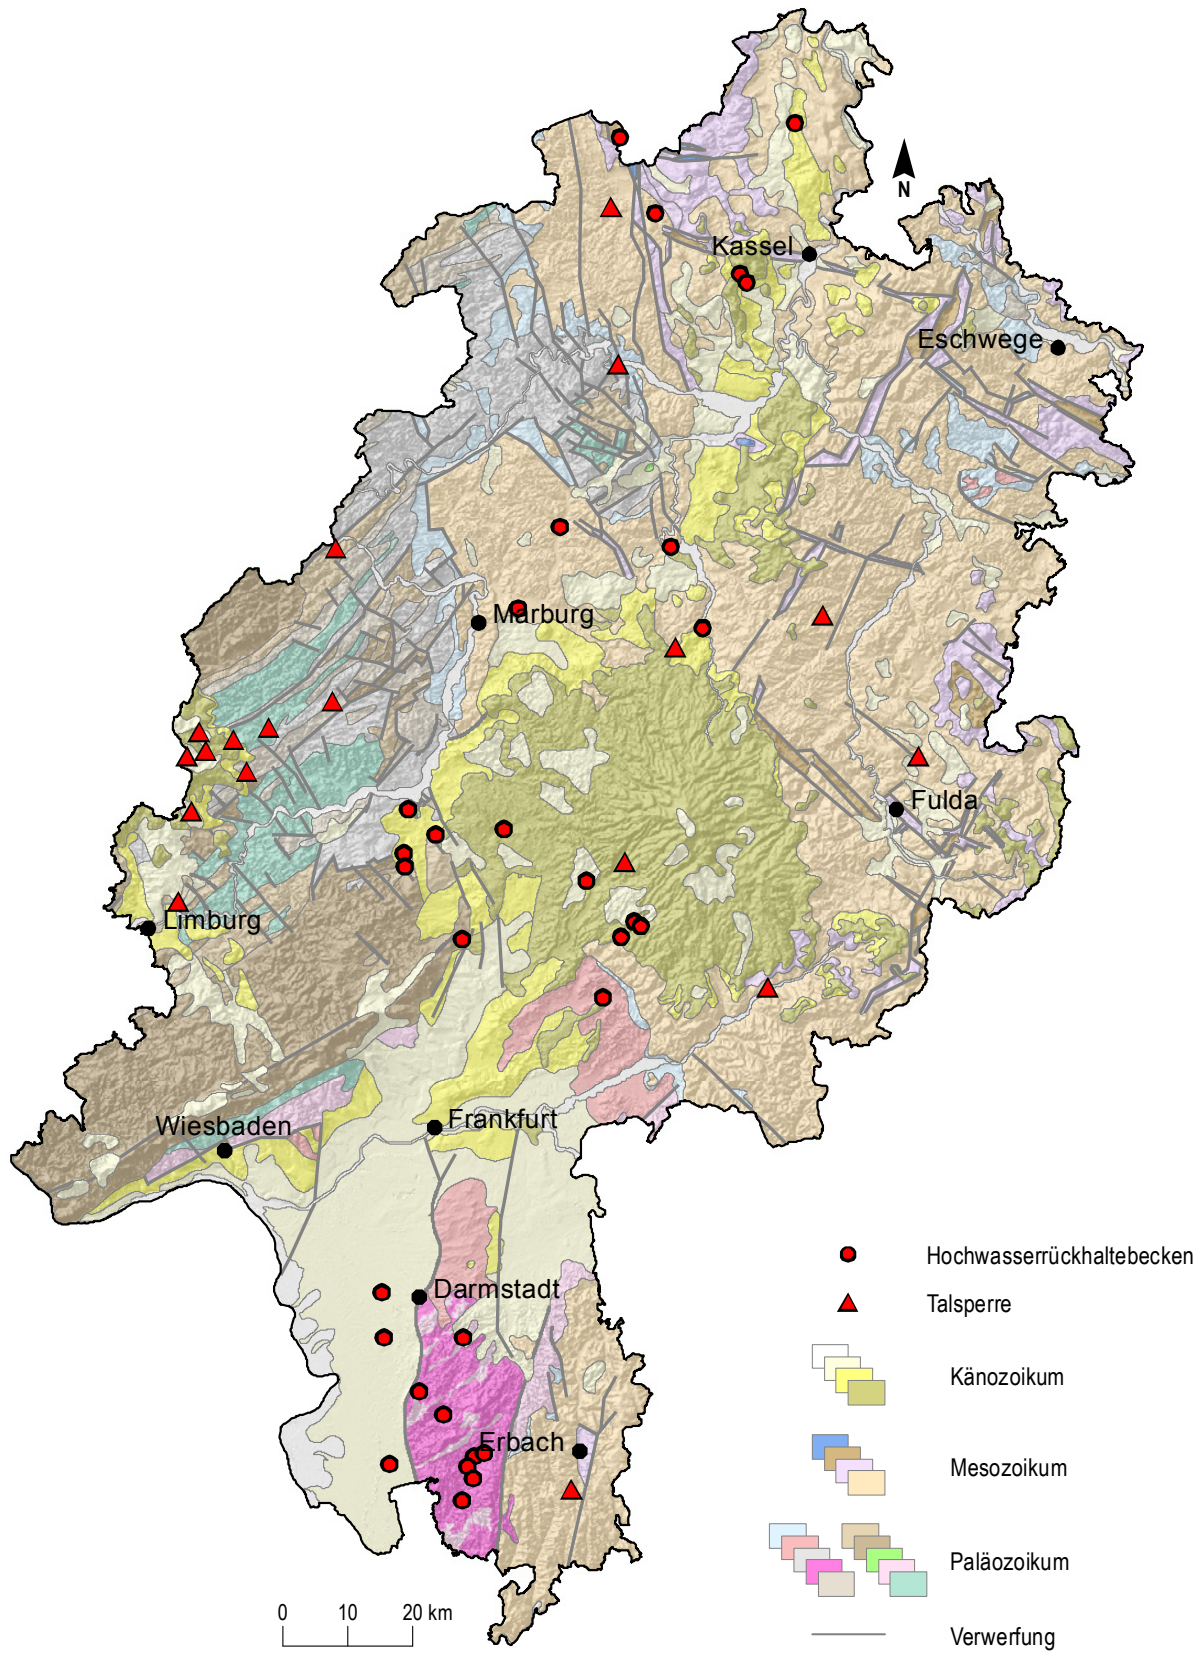 N
Kassel
Eschwege
Marburg
Fulda
Limburg
Wiesbaden
Frankfurt
Darmstadt
Erbach
Hochwasserrückhaltebecken
Talsperre
Känozoikum
Mesozoikum
Paläozoikum
Verwerfung
0 10 20 km